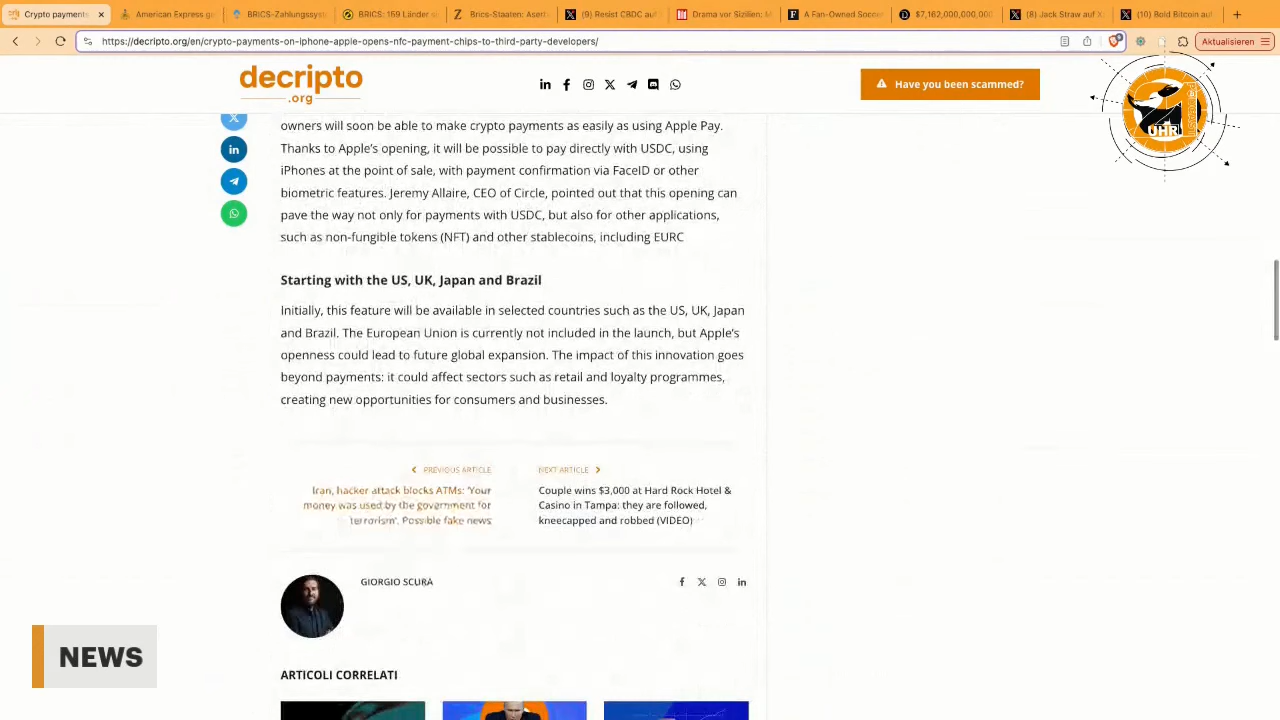 Crypto payments
American Express g
BRICS-Zahlungssyst
BRICS: 159 Länder
Brics-Staaten: Aser
(9) Resist CBDC auf
Drama vor Sizilien: M
A Fan-Owned Soccer
$7,162,000,000,000
(8) Jack Straw auf X
(10) Bold Bitcoin auf
https://decripto.org/en/crypto-payments-on-iphone-apple-opens-nfc-payment-chips-to-third-party-developers/
Aktualisieren
decripto
.org
Have you been scammed?
UHR
owners will soon be able to make crypto payments as easily as using Apple Pay.
Thanks to Apple's opening, it will be possible to pay directly with USDC, using
iPhones at the point of sale, with payment confirmation via FaceID or other
biometric features. Jeremy Allaire, CEO of Circle, pointed out that this opening can
pave the way not only for payments with USDC, but also for other applications,
such as non-fungible tokens (NFT) and other stablecoins, including EURC
Starting with the US, UK, Japan and Brazil
Initially, this feature will be available in selected countries such as the US, UK, Japan
and Brazil. The European Union is currently not included in the launch, but Apple's
openness could lead to future global expansion. The impact of this innovation goes
beyond payments: it could affect sectors such as retail and loyalty programmes,
creating new opportunities for consumers and businesses.
PREVIOUS ARTICLE
Iran, hacker attack blocks ATMs: 'Your
money was used by the government for
terrorism'. Possible fake news
NEXT ARTICLE
Couple wins $3,000 at Hard Rock Hotel &
Casino in Tampa: they are followed,
kneecapped and robbed (VIDEO)
GIORGIO SCURA
NEWS
ARTICOLI CORRELATI